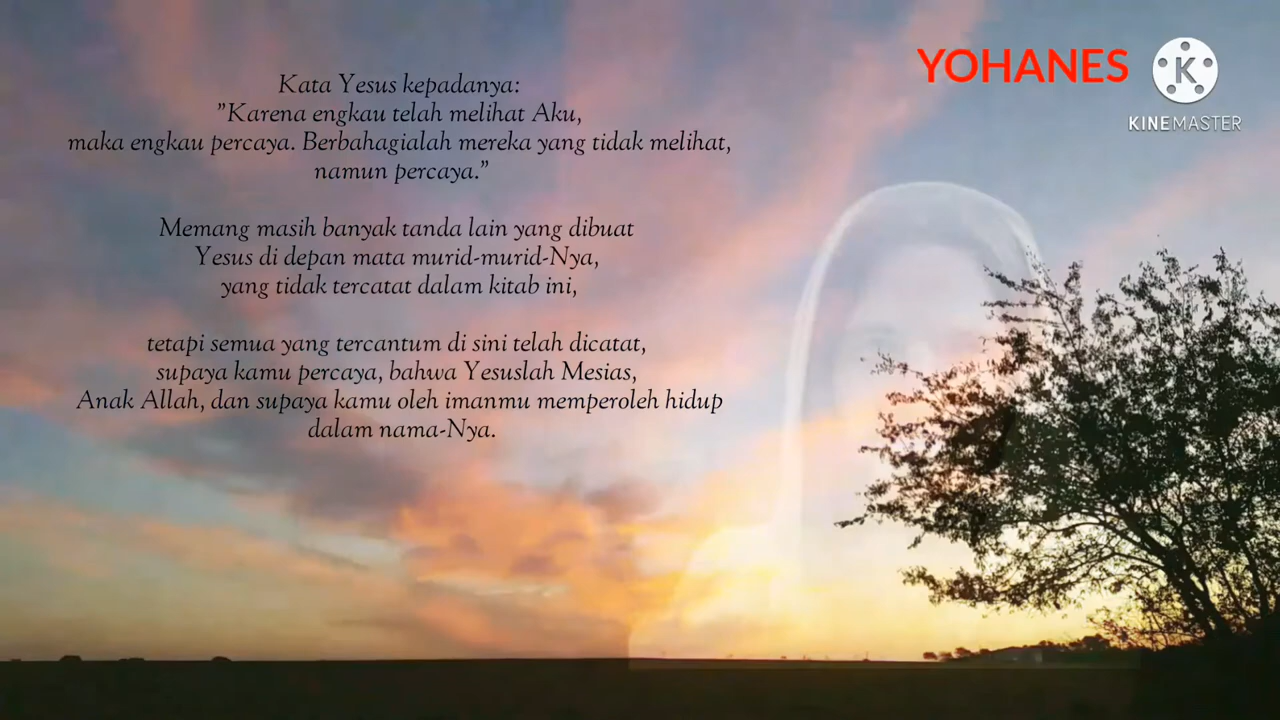 YOHANES
KINEMASTER
Kata Yesus kepadanya:
"Karena engkau telah melihat Aku,
maka engkau percaya. Berbahagialah mereka yang tidak melihat,
namun percaya."
Memang masih banyak tanda lain yang dibuat
Yesus di depan mata murid-murid-Nya,
yang tidak tercatat dalam kitab ini,
tetapi semua yang tercantum di sini telah dicatat,
supaya kamu percaya, bahwa Yesuslah Mesias,
Anak Allah, dan supaya kamu oleh imanmu memperoleh hidup
dalam nama-Nya.